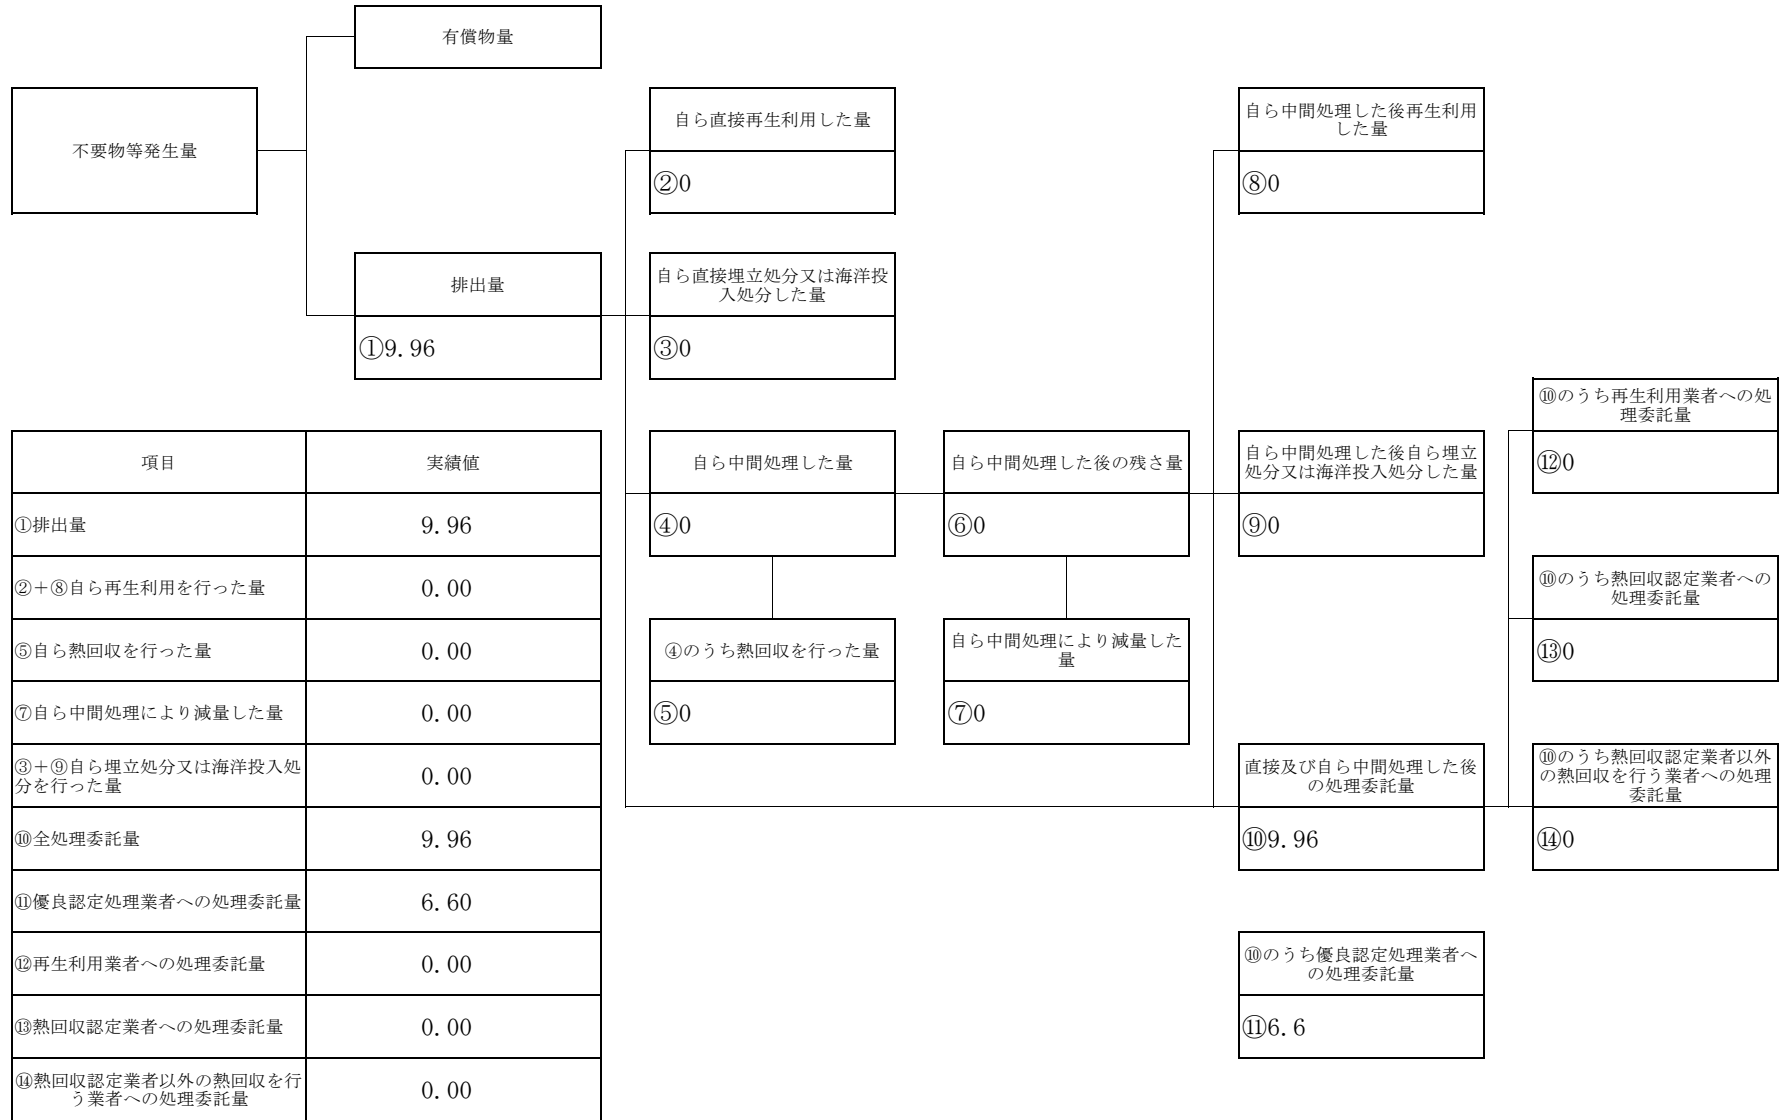 有償物量
不要物等発生量
自ら直接再生利用した量
②0
自ら中間処理した後再生利用
した量
⑧0
排出量
①9.96
自ら直接埋立処分又は海洋投
入処分した量
③0
⑩のうち再生利用業者への処
理委託量
⑫0
自ら中間処理した量
④0
自ら中間処理した後の残さ量
⑥0
自ら中間処理した後自ら埋立
処分又は海洋投入処分した量
⑨0
⑩のうち熱回収認定業者への
処理委託量
⑬0
④のうち熱回収を行った量
⑤0
自ら中間処理により減量した
量
⑦0
直接及び自ら中間処理した後
の処理委託量
⑩9.96
⑩のうち熱回収認定業者以外
の熱回収を行う業者への処理
委託量
⑭0
⑩のうち優良認定処理業者へ
の処理委託量
⑪6.6
項目 実績値
①排出量 9.96
②+⑧自ら再生利用を行った量 0.00
⑤自ら熱回収を行った量 0.00
⑦自ら中間処理により減量した量 0.00
③+⑨自ら埋立処分又は海洋投入処
分を行った量 0.00
⑩全処理委託量 9.96
⑪優良認定処理業者への処理委託量 6.60
⑫再生利用業者への処理委託量 0.00
⑬熱回収認定業者への処理委託量 0.00
⑭熱回収認定業者以外の熱回収を行
う業者への処理委託量 0.00